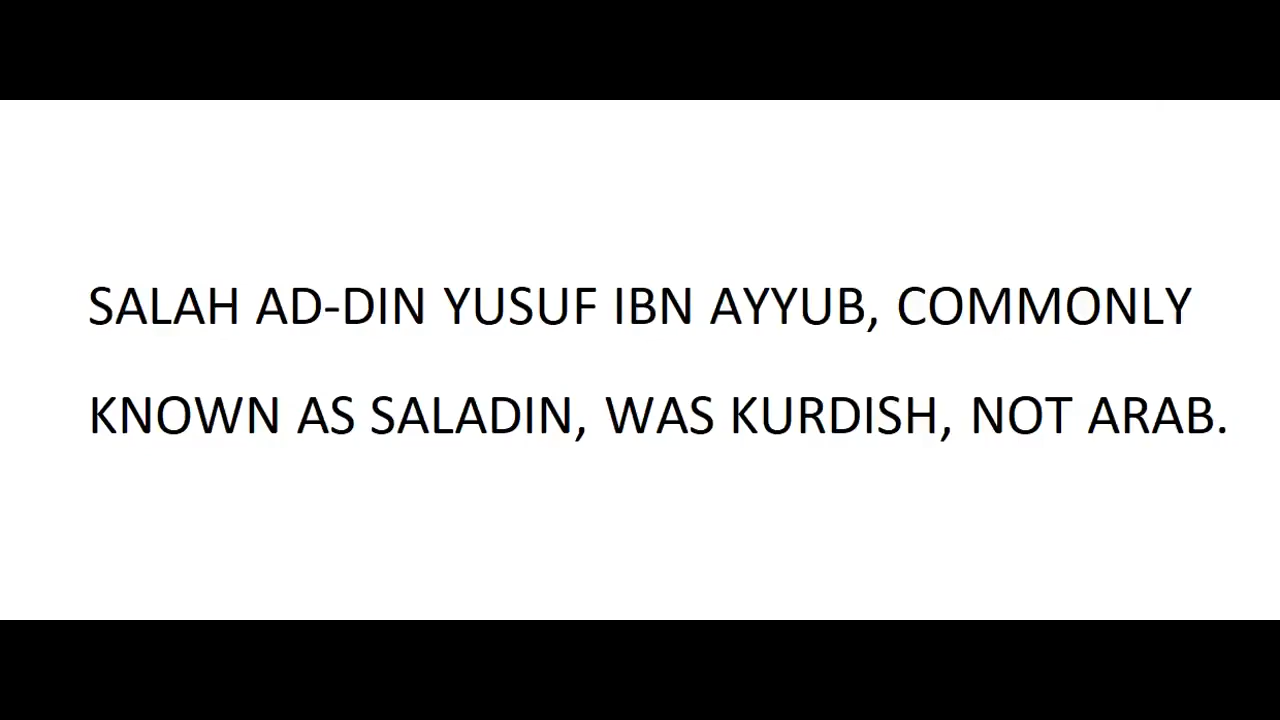 SALAH AD-DIN YUSUF IBN AYYUB, COMMONLY
KNOWN AS SALADIN, WAS KURDISH, NOT ARAB.